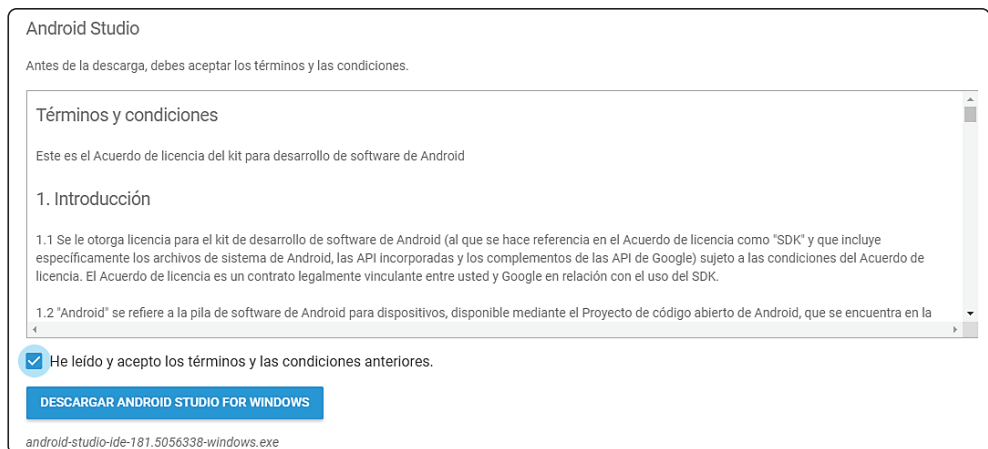 Android Studio
Antes de la descarga, debes aceptar los términos y las condiciones.
Términos y condiciones
Este es el Acuerdo de licencia del kit para desarrollo de software de Android
1. Introducción
1.1 Se le otorga licencia para el kit de desarrollo de software de Android (al que se hace referencia en el Acuerdo de licencia como "SDK" y que incluye
específicamente los archivos de sistema de Android, las API incorporadas y los complementos de las API de Google) sujeto a las condiciones del Acuerdo de
licencia. El Acuerdo de licencia es un contrato legalmente vinculante entre usted y Google en relación con el uso del SDK.
1.2 "Android" se refiere a la pila de software de Android para dispositivos, disponible mediante el Proyecto de código abierto de Android, que se encuentra en la
He leído y acepto los términos y las condiciones anteriores.
DESCARGAR ANDROID STUDIO FOR WINDOWS
android-studio-ide-181.5056338-windows.exe